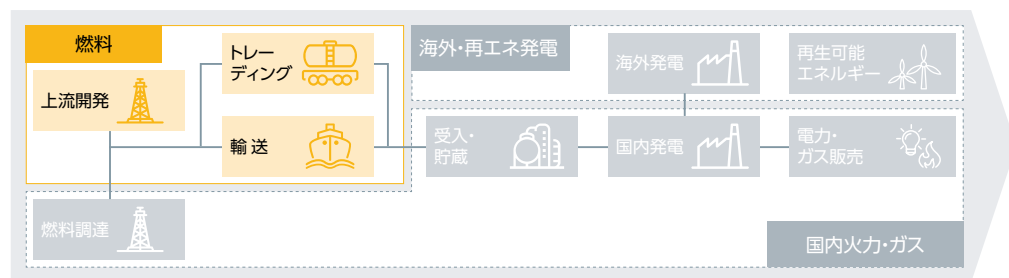 燃料
上流開発
トレー
ディング
輸送
燃料調達
海外・再エネ発電
海外発電
再生可能
エネルギー
受入・
貯蔵
国内発電
電力・
ガス販売
国内火力・ガス